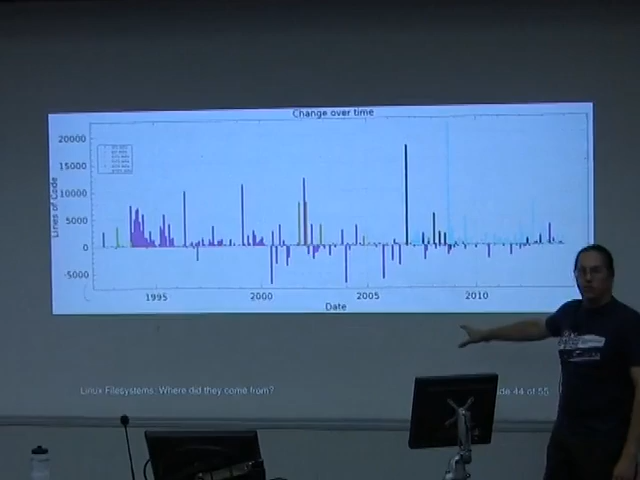 Change over time
20000
15000
10000
5000
0
-5000
Lines of Code
1995 2000 2005 2010
Date
Linux Filesystems: Where did they come from?
de 44 of 55